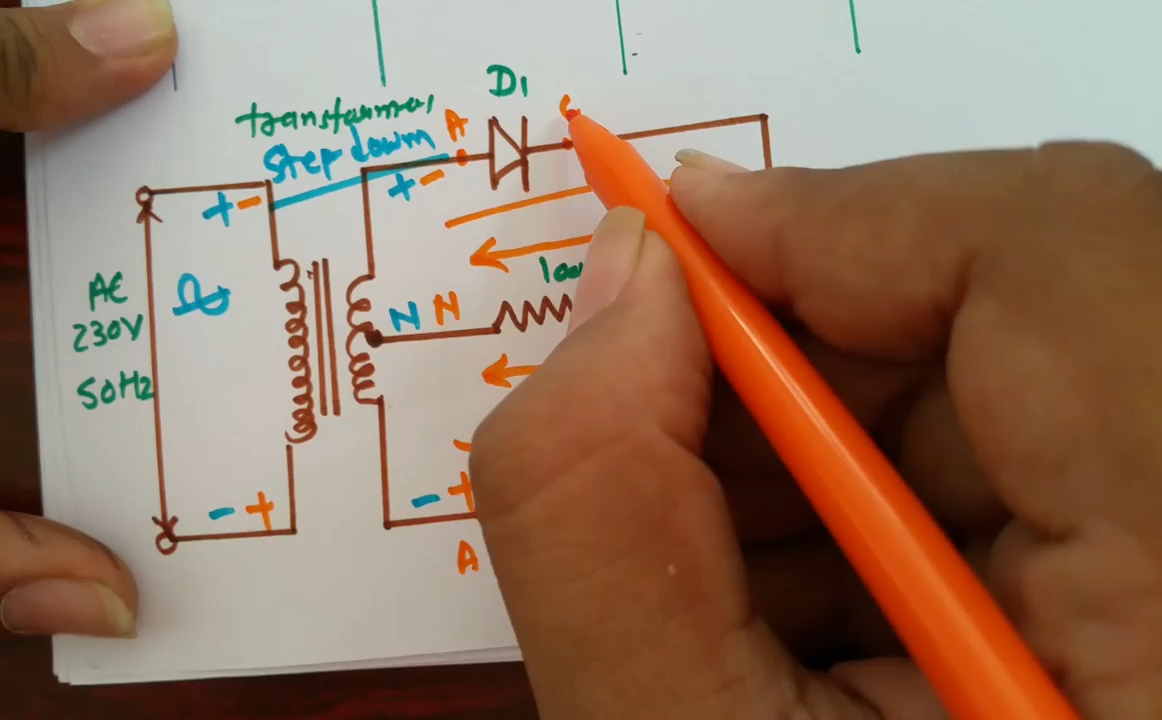 D1
transformer
step down
A
+ -
+ -
AC
230V
50Hz
N N
- +
- +
A